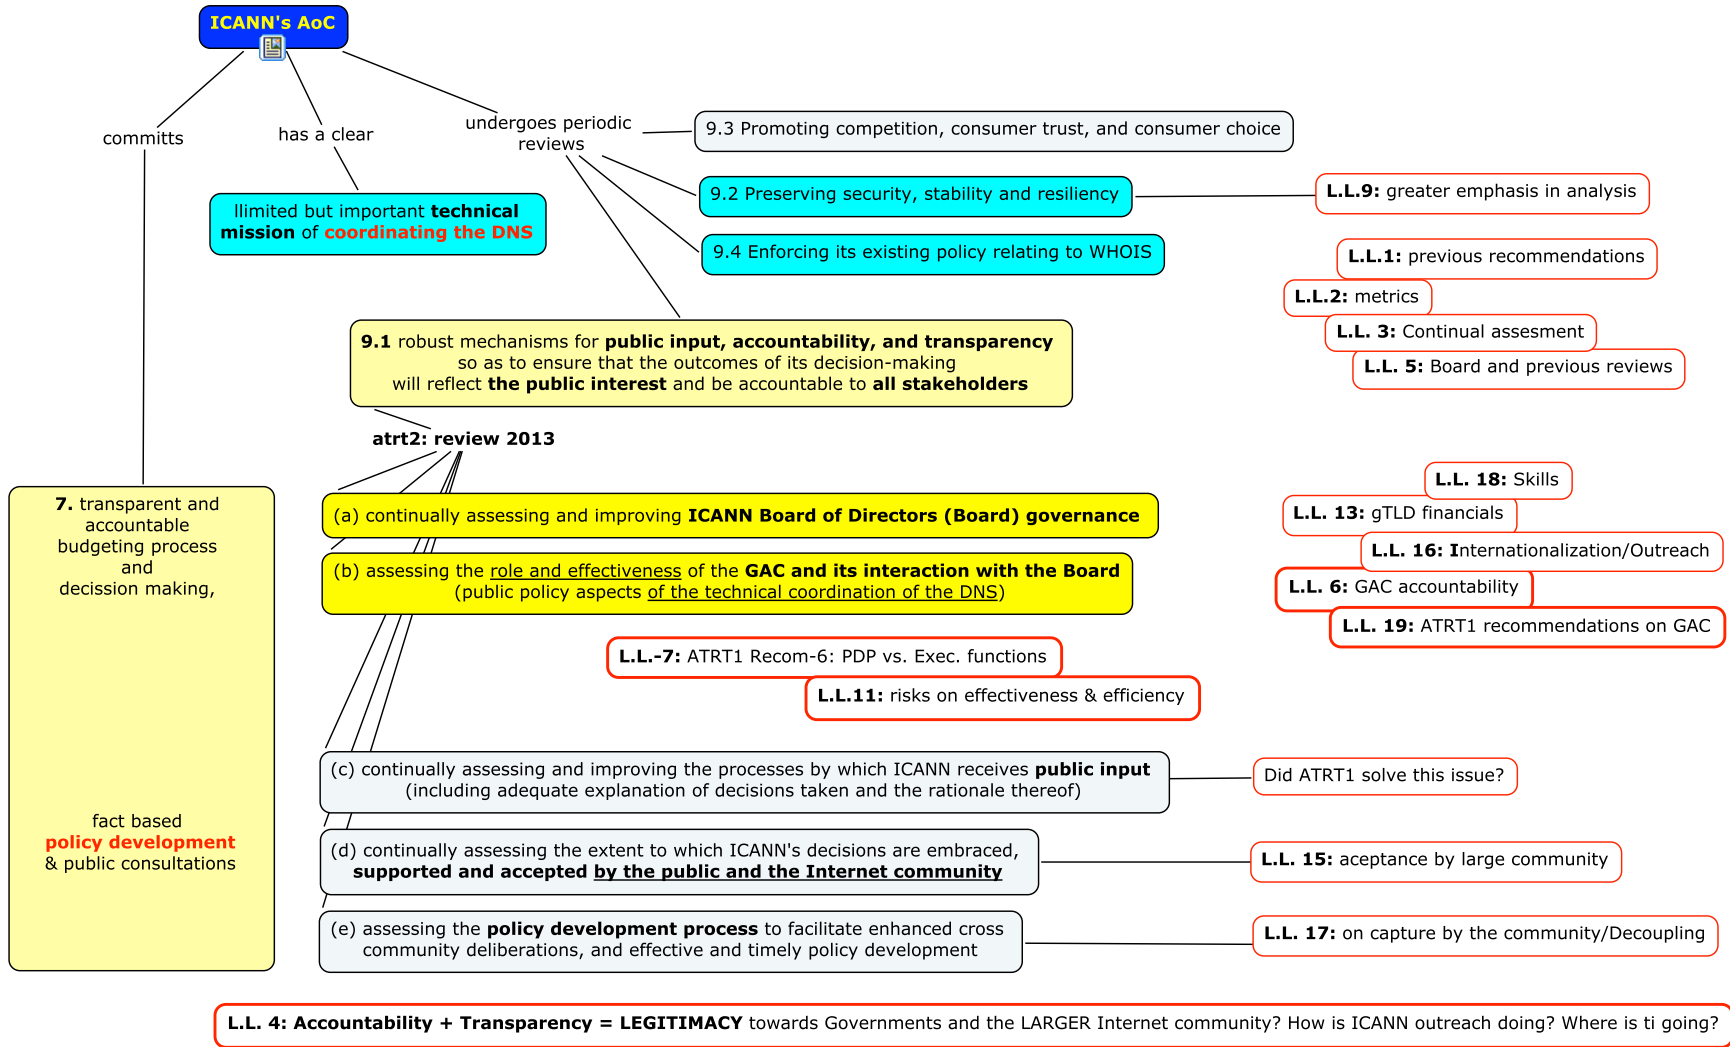 ICANN's AoC
committs
has a clear
undergoes periodic
reviews
9.3 Promoting competition, consumer trust, and consumer choice
9.2 Preserving security, stability and resiliency
L.L.9: greater emphasis in analysis
llimited but important technical
mission of coordinating the DNS
9.4 Enforcing its existing policy relating to WHOIS
L.L.1: previous recommendations
L.L.2: metrics
L.L. 3: Continual assesment
L.L. 5: Board and previous reviews
9.1 robust mechanisms for public input, accountability, and transparency
so as to ensure that the outcomes of its decision-making
will reflect the public interest and be accountable to all stakeholders
atrt2: review 2013
7. transparent and
accountable
budgeting process
and
decission making,
fact based
policy development
& public consultations
(a) continually assessing and improving ICANN Board of Directors (Board) governance
(b) assessing the role and effectiveness of the GAC and its interaction with the Board
(public policy aspects of the technical coordination of the DNS)
L.L. 18: Skills
L.L. 13: gTLD financials
L.L. 16: Internationalization/Outreach
L.L. 6: GAC accountability
L.L. 19: ATRT1 recommendations on GAC
L.L.-7: ATRT1 Recom-6: PDP vs. Exec. functions
L.L.11: risks on effectiveness & efficiency
(c) continually assessing and improving the processes by which ICANN receives public input
(including adequate explanation of decisions taken and the rationale thereof)
Did ATRT1 solve this issue?
(d) continually assessing the extent to which ICANN's decisions are embraced,
supported and accepted by the public and the Internet community
L.L. 15: aceptance by large community
(e) assessing the policy development process to facilitate enhanced cross
community deliberations, and effective and timely policy development
L.L. 17: on capture by the community/Decoupling
L.L. 4: Accountability + Transparency = LEGITIMACY towards Governments and the LARGER Internet community? How is ICANN outreach doing? Where is ti going?